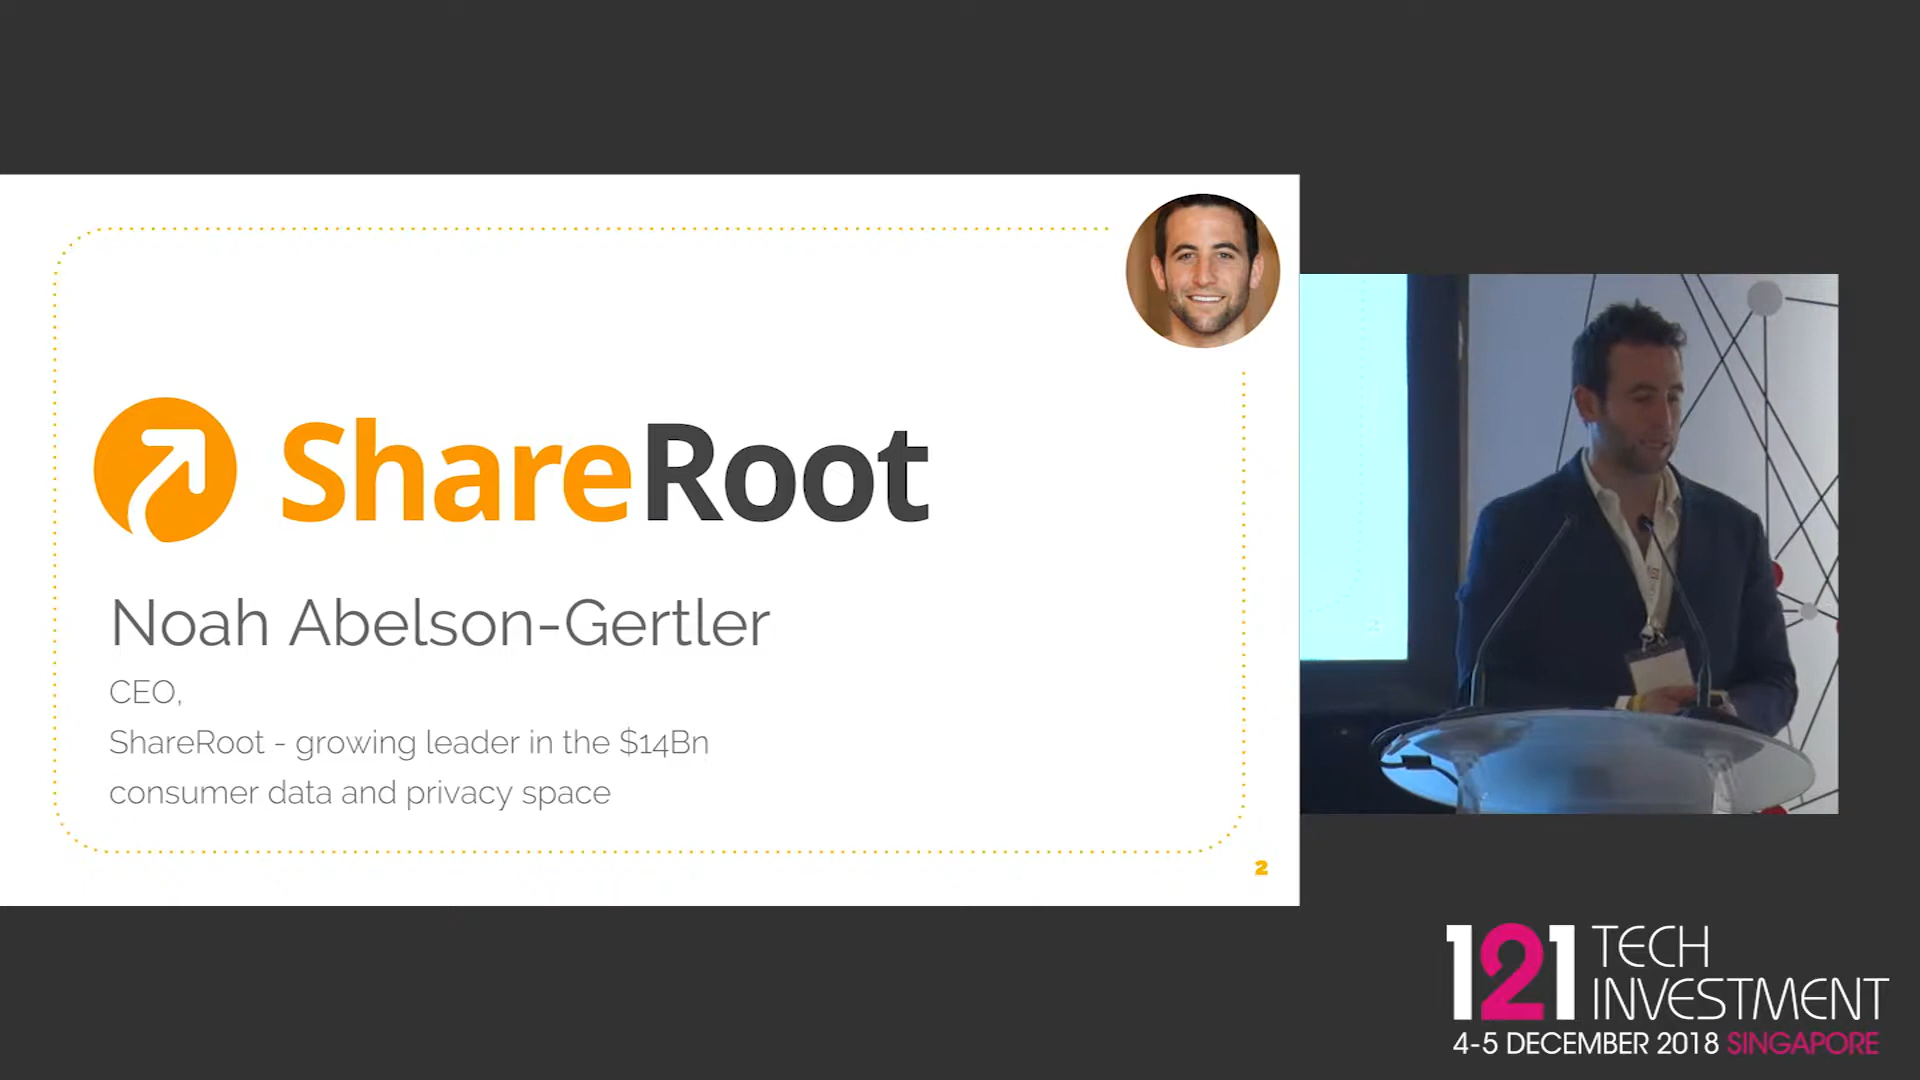 ShareRoot
Noah Abelson-Gertler
CEO,
ShareRoot - growing leader in the $14Bn
consumer data and privacy space
2
121 TECH
INVESTMENT
4-5 DECEMBER 2018 SINGAPORE